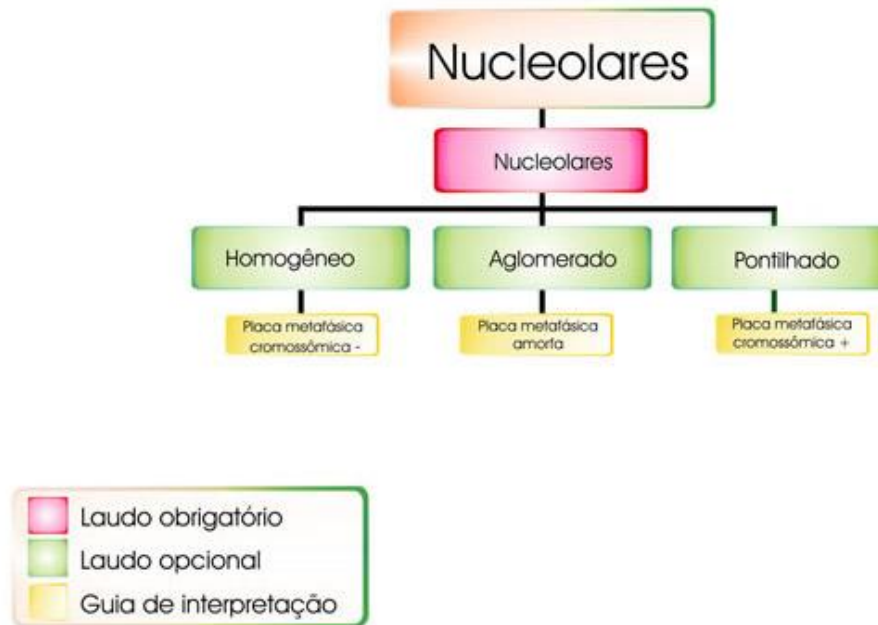 Nucleolares
Nucleolares
Homogêneo
Aglomerado
Pontilhado
Placa metafásica
cromossômica -
Placa metafásica
amorfa
Placa metafásica
cromossômica +
Laudo obrigatório
Laudo opcional
Guia de interpretação